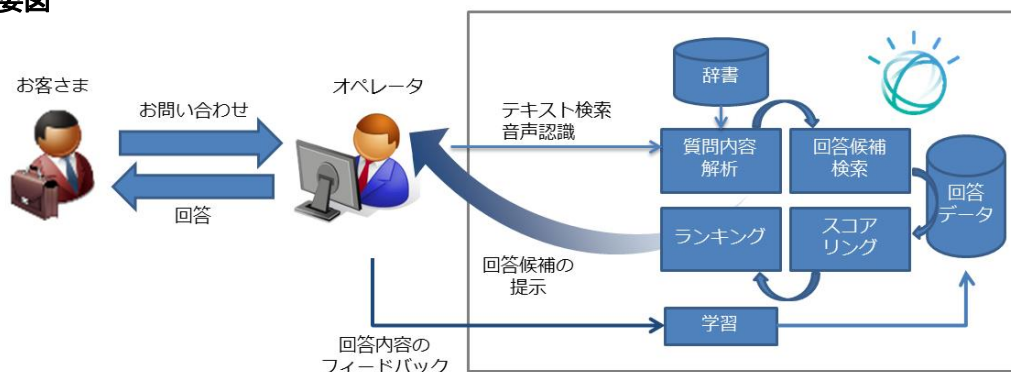 要図
お客さま
お問い合わせ
回答
オペレータ
テキスト検索
音声認識
辞書
質問内容
解析
回答候補
検索
回答
データ
ランキング
スコア
リング
回答候補の
提示
学習
回答内容の
フィードバック